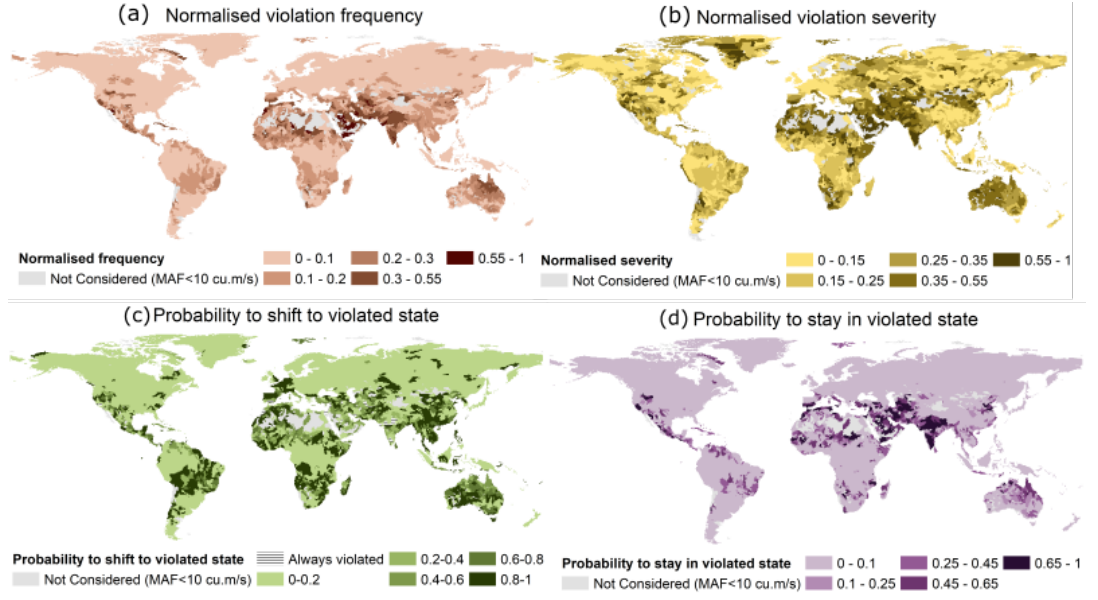 (a) Normalised violation frequency
Normalised frequency
Not Considered (MAF<10 cu.m/s)
0 - 0.1
0.1 - 0.2
0.2 - 0.3
0.3 - 0.55
0.55 - 1
(b) Normalised violation severity
Normalised severity
Not Considered (MAF<10 cu.m/s)
0 - 0.15
0.15 - 0.25
0.25 - 0.35
0.35 - 0.55
0.55 - 1
(c) Probability to shift to violated state
Probability to shift to violated state
Not Considered (MAF<10 cu.m/s)
Always violated
0-0.2
0.2-0.4
0.4-0.6
0.6-0.8
0.8-1
(d) Probability to stay in violated state
Probability to stay in violated state
Not Considered (MAF<10 cu.m/s)
0 - 0.1
0.1 - 0.25
0.25 - 0.45
0.45 - 0.65
0.65 - 1